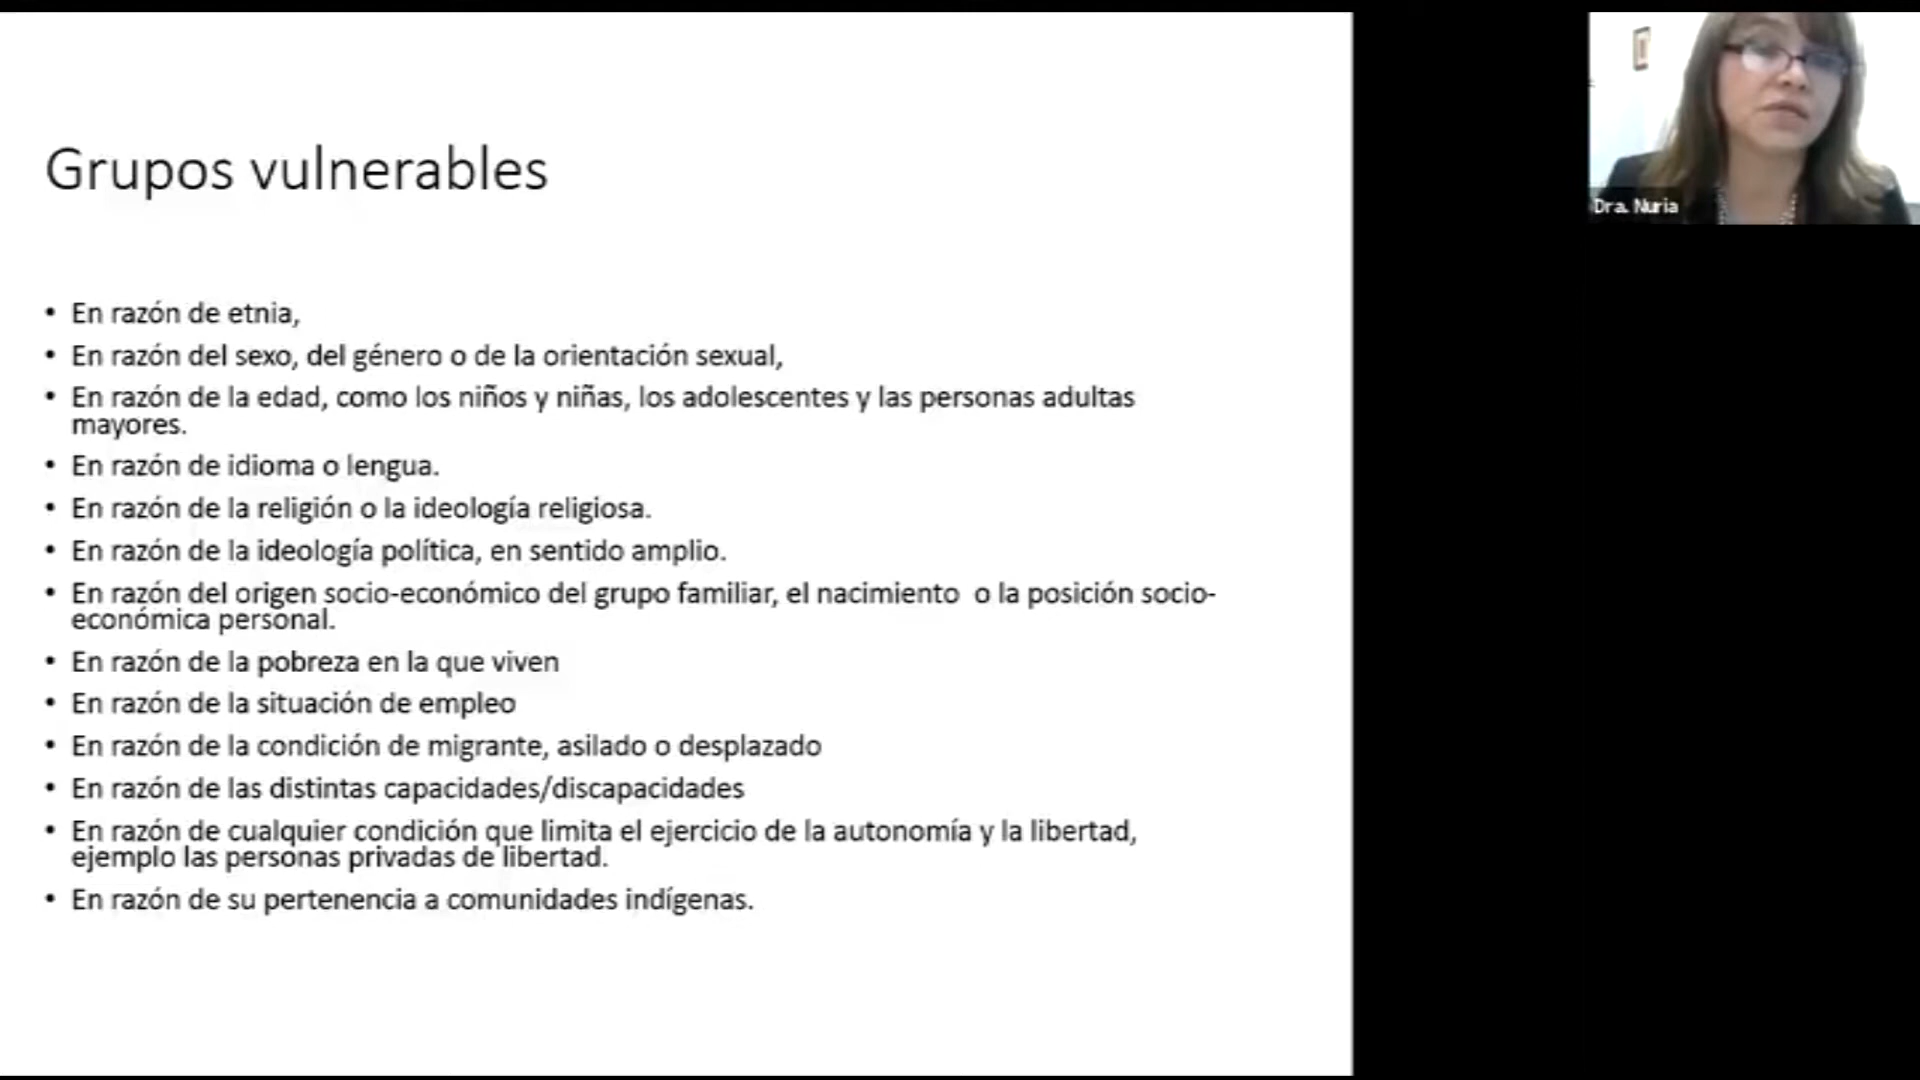 Grupos vulnerables
• En razón de etnia,
• En razón del sexo, del género o de la orientación sexual,
• En razón de la edad, como los niños y niñas, los adolescentes y las personas adultas
mayores.
• En razón de idioma o lengua.
• En razón de la religión o la ideología religiosa.
• En razón de la ideología política, en sentido amplio.
• En razón del origen socio-económico del grupo familiar, el nacimiento  o la posición socio-
económica personal.
• En razón de la pobreza en la que viven
• En razón de la situación de empleo
• En razón de la condición de migrante, asilado o desplazado
• En razón de las distintas capacidades/discapacidades
• En razón de cualquier condición que limita el ejercicio de la autonomía y la libertad,
ejemplo las personas privadas de libertad.
• En razón de su pertenencia a comunidades indígenas.
Dra. Nuria